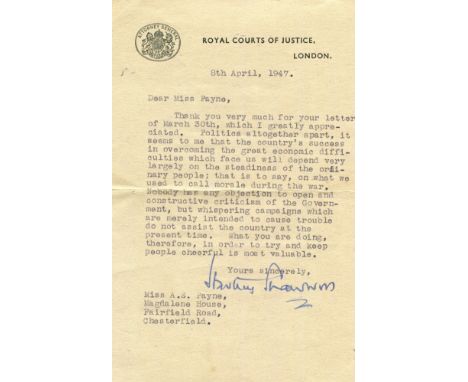 ATTORNEY GENERAL
ROYAL COURTS OF JUSTICE,
LONDON.
8th April, 1947.
Dear Miss Payne,
Thank you very much for your letter
of March 30th, which I greatly appre-
ciated. Politics altogether apart, it
seems to me that the country's success
in overcoming the great economic diffi-
culties which face us will depend very
largely on the steadiness of the ordi-
nary people; that is to say, on what we
used to call morale during the war.
Nobody has any objection to open and
constructive criticism of the Govern-
ment, but whispering campaigns which
are merely intended to cause trouble
do not assist the country at the
present time. What you are doing,
therefore, in order to try and keep
people cheerful is most valuable.
Yours sincerely,
Hartley Shawcross
Miss A.S. Payne,
Magdalene House,
Fairfield Road,
Chesterfield.